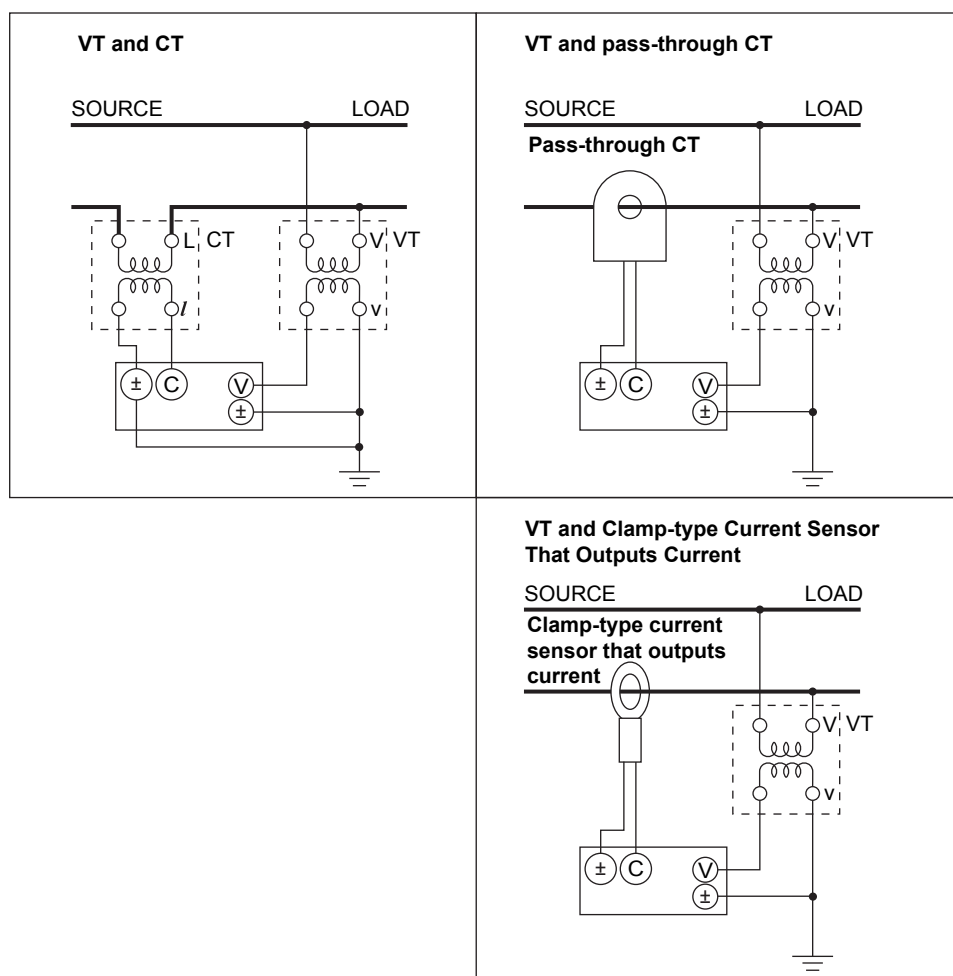 VT and CT
SOURCE LOAD
L CT
V VT
l
v
± C V
±
VT and pass-through CT
SOURCE LOAD
Pass-through CT
V VT
v
± C V
±
VT and Clamp-type Current Sensor
That Outputs Current
SOURCE LOAD
Clamp-type current
sensor that outputs
current
V VT
v
± C V
±